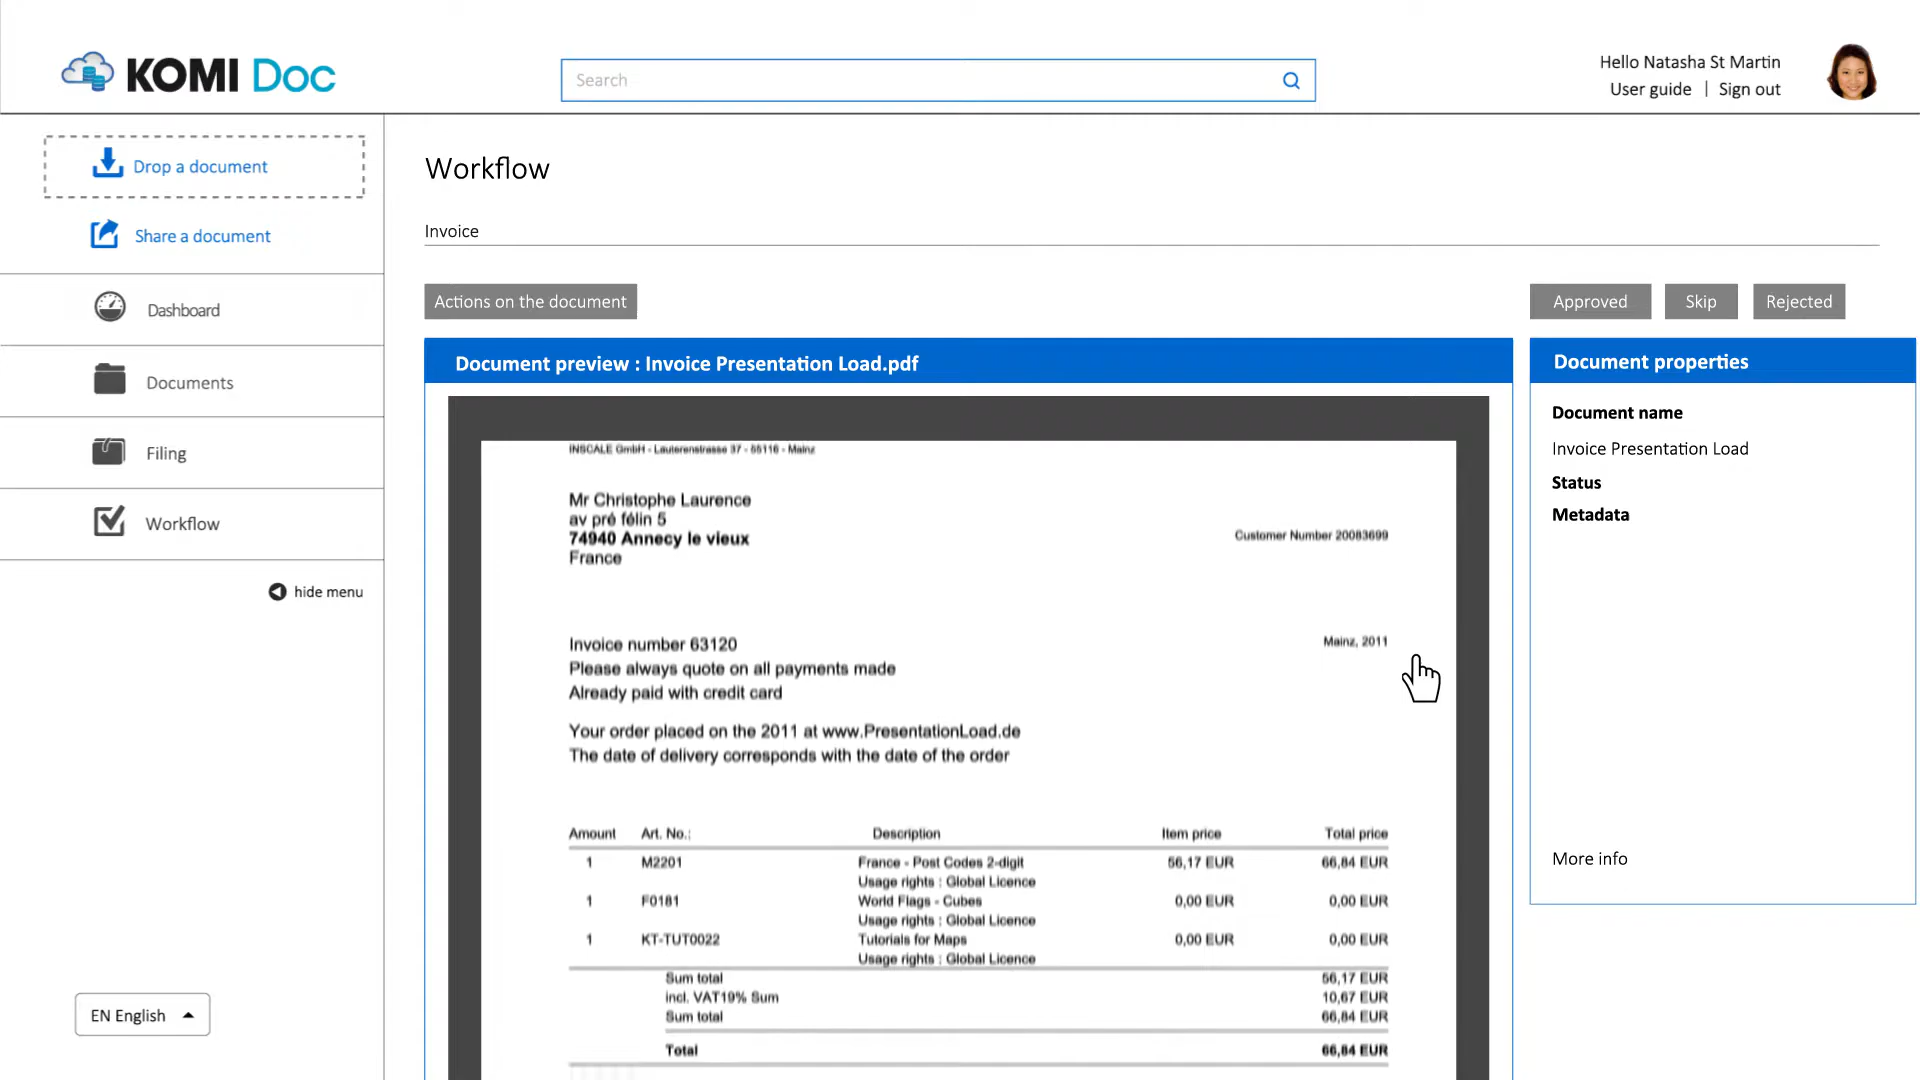 KOMI Doc
Search
Hello Natasha St Martin
User guide | Sign out
Drop a document
Share a document
Dashboard
Documents
Filing
Workflow
hide menu
EN English
Workflow
Invoice
Actions on the document
Approved
Skip
Rejected
Document preview : Invoice Presentation Load.pdf
INSCALE GmbH - Lauterenstrasse 37 - 55116 - Mainz
Mr Christophe Laurence
av pré félin 5
74940 Annecy le vieux
France
Customer Number 20083699
Invoice number 63120
Mainz, 2011
Please always quote on all payments made
Already paid with credit card
Your order placed on the 2011 at www.PresentationLoad.de
The date of delivery corresponds with the date of the order
Amount Art. No.: Description Item price Total price
1 M2201 France - Post Codes 2-digit 56,17 EUR 66,84 EUR
Usage rights : Global Licence
1 F0181 World Flags - Cubes 0,00 EUR 0,00 EUR
Usage rights : Global Licence
1 KT-TUT0022 Tutorials for Maps 0,00 EUR 0,00 EUR
Usage rights : Global Licence
Sum total 56,17 EUR
incl. VAT19% Sum 10,67 EUR
Sum total 66,84 EUR
Total 66,84 EUR
Document properties
Document name
Invoice Presentation Load
Status
Metadata
More info